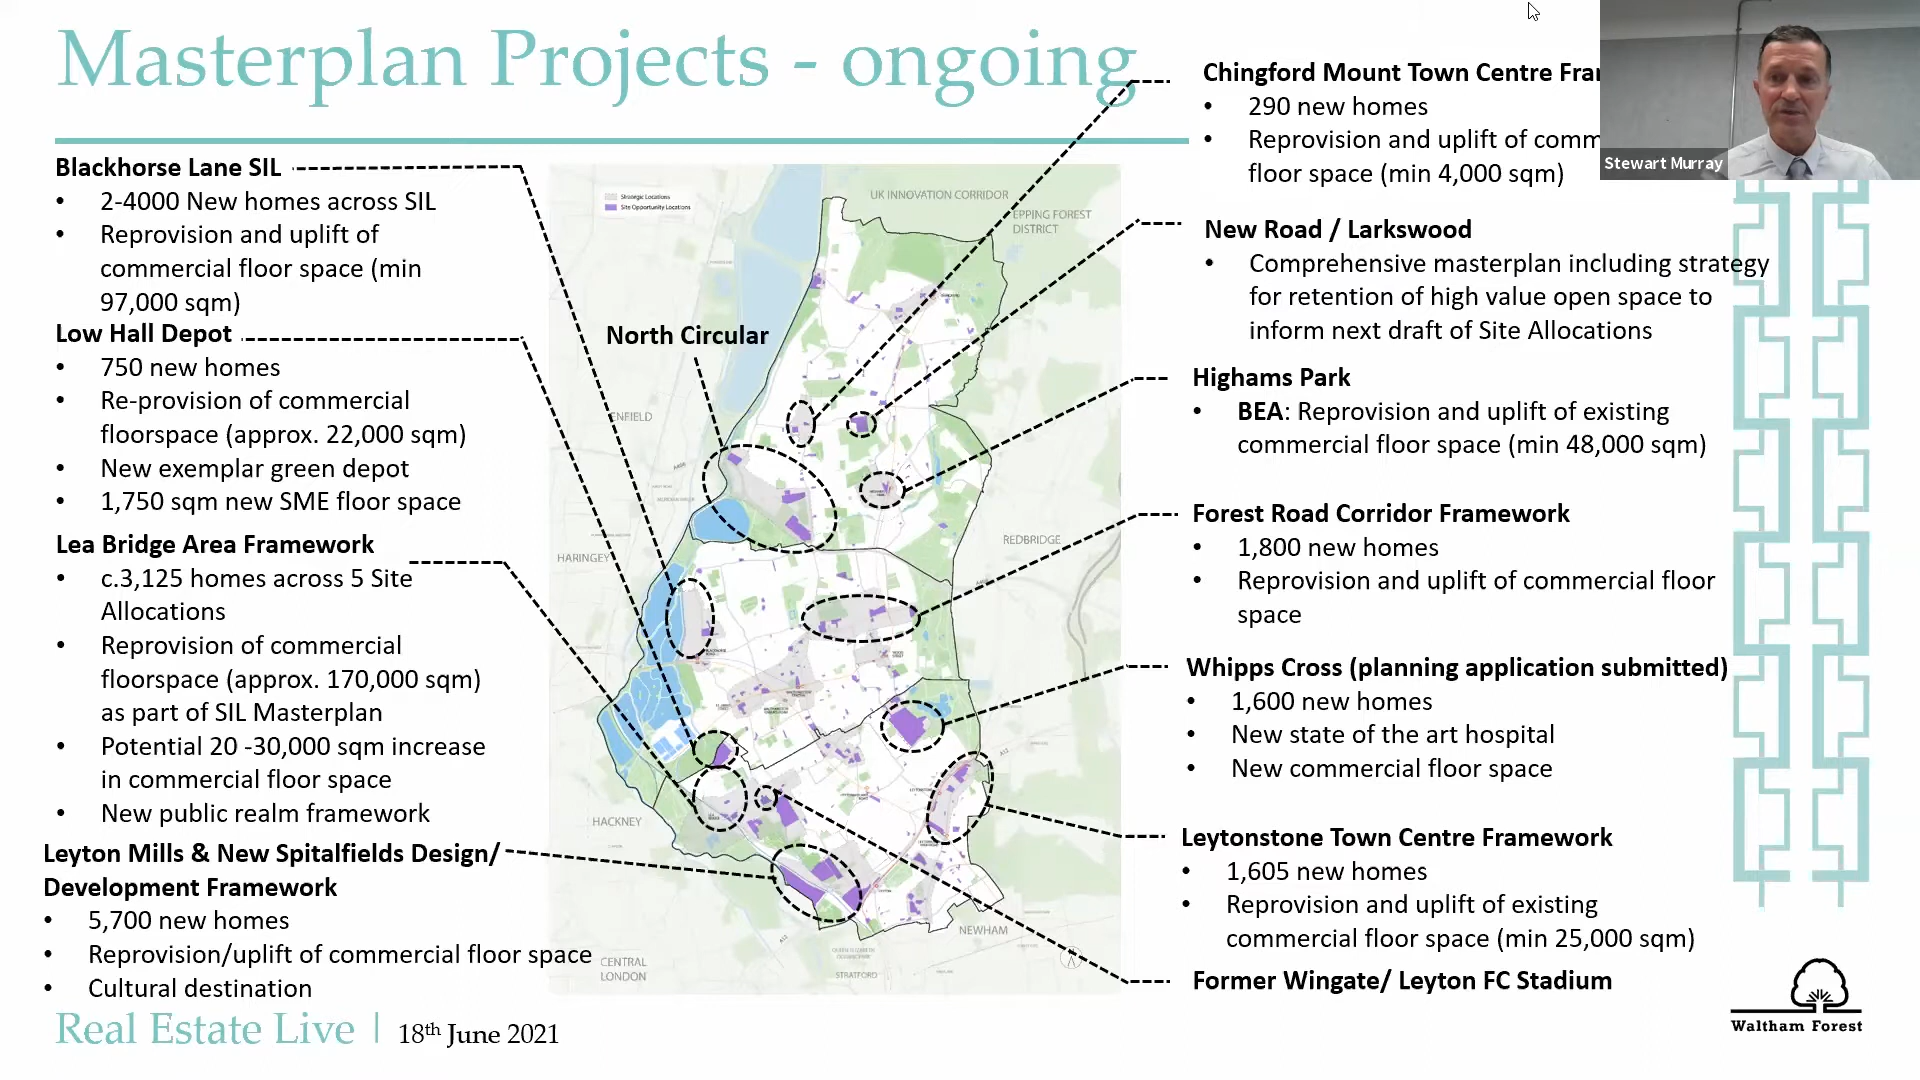 Masterplan Projects - ongoing
Blackhorse Lane SIL
• 2-4000 New homes across SIL
• Reprovision and uplift of
commercial floor space (min
97,000 sqm)
Low Hall Depot
• 750 new homes
• Re-provision of commercial
floorspace (approx. 22,000 sqm)
• New exemplar green depot
• 1,750 sqm new SME floor space
Lea Bridge Area Framework
• c.3,125 homes across 5 Site
Allocations
• Reprovision of commercial
floorspace (approx. 170,000 sqm)
as part of SIL Masterplan
• Potential 20 -30,000 sqm increase
in commercial floor space
• New public realm framework
Leyton Mills & New Spitalfields Design/
Development Framework
• 5,700 new homes
• Reprovision/uplift of commercial floor space
• Cultural destination
Strategic Locations
Site Opportunity Locations
UK INNOVATION CORRIDOR
EPPING FOREST
DISTRICT
North Circular
ENFIELD
HARINGEY
REDBRIDGE
HACKNEY
NEWHAM
CENTRAL
LONDON
STRATFORD
Chingford Mount Town Centre Fra
• 290 new homes
• Reprovision and uplift of comm
floor space (min 4,000 sqm)
New Road / Larkswood
• Comprehensive masterplan including strategy
for retention of high value open space to
inform next draft of Site Allocations
Highams Park
• BEA: Reprovision and uplift of existing
commercial floor space (min 48,000 sqm)
Forest Road Corridor Framework
• 1,800 new homes
• Reprovision and uplift of commercial floor
space
Whipps Cross (planning application submitted)
• 1,600 new homes
• New state of the art hospital
• New commercial floor space
Leytonstone Town Centre Framework
• 1,605 new homes
• Reprovision and uplift of existing
commercial floor space (min 25,000 sqm)
Former Wingate/ Leyton FC Stadium
Stewart Murray
Real Estate Live | 18th June 2021
Waltham Forest